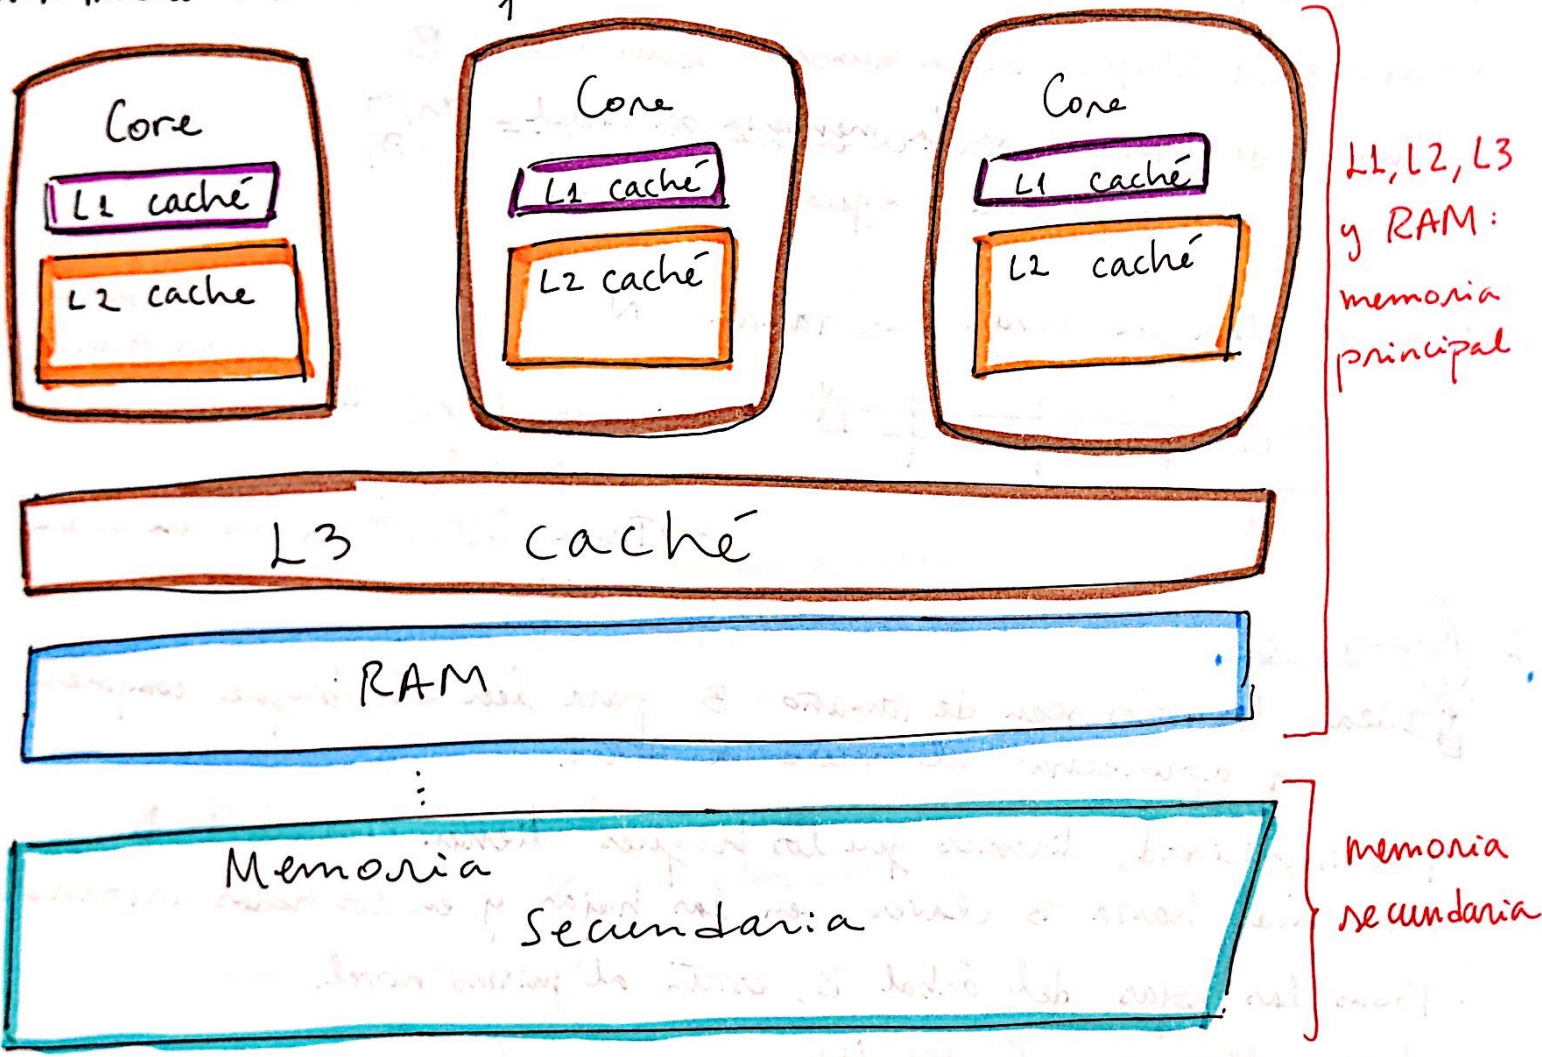 Core
L1 caché
L2 cache
Core
L1 caché
L2 caché
Core
L1 caché
L2 caché
L3 caché
RAM
⋮
Memoria
Secundaria
L1, L2, L3
y RAM:
memoria
principal
memoria
secundaria